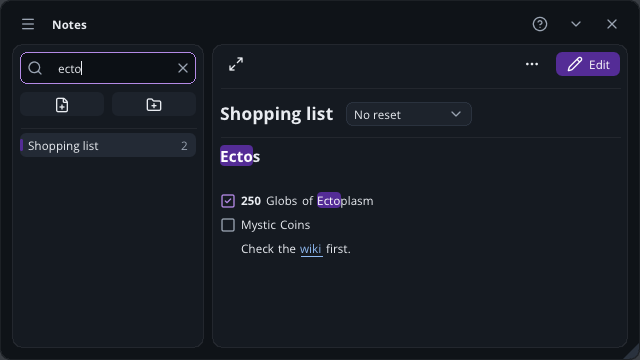 Notes
ecto
Edit
Shopping list
No reset
Shopping list 2
Ectos
250 Globs of Ectoplasm
Mystic Coins
Check the wiki first.